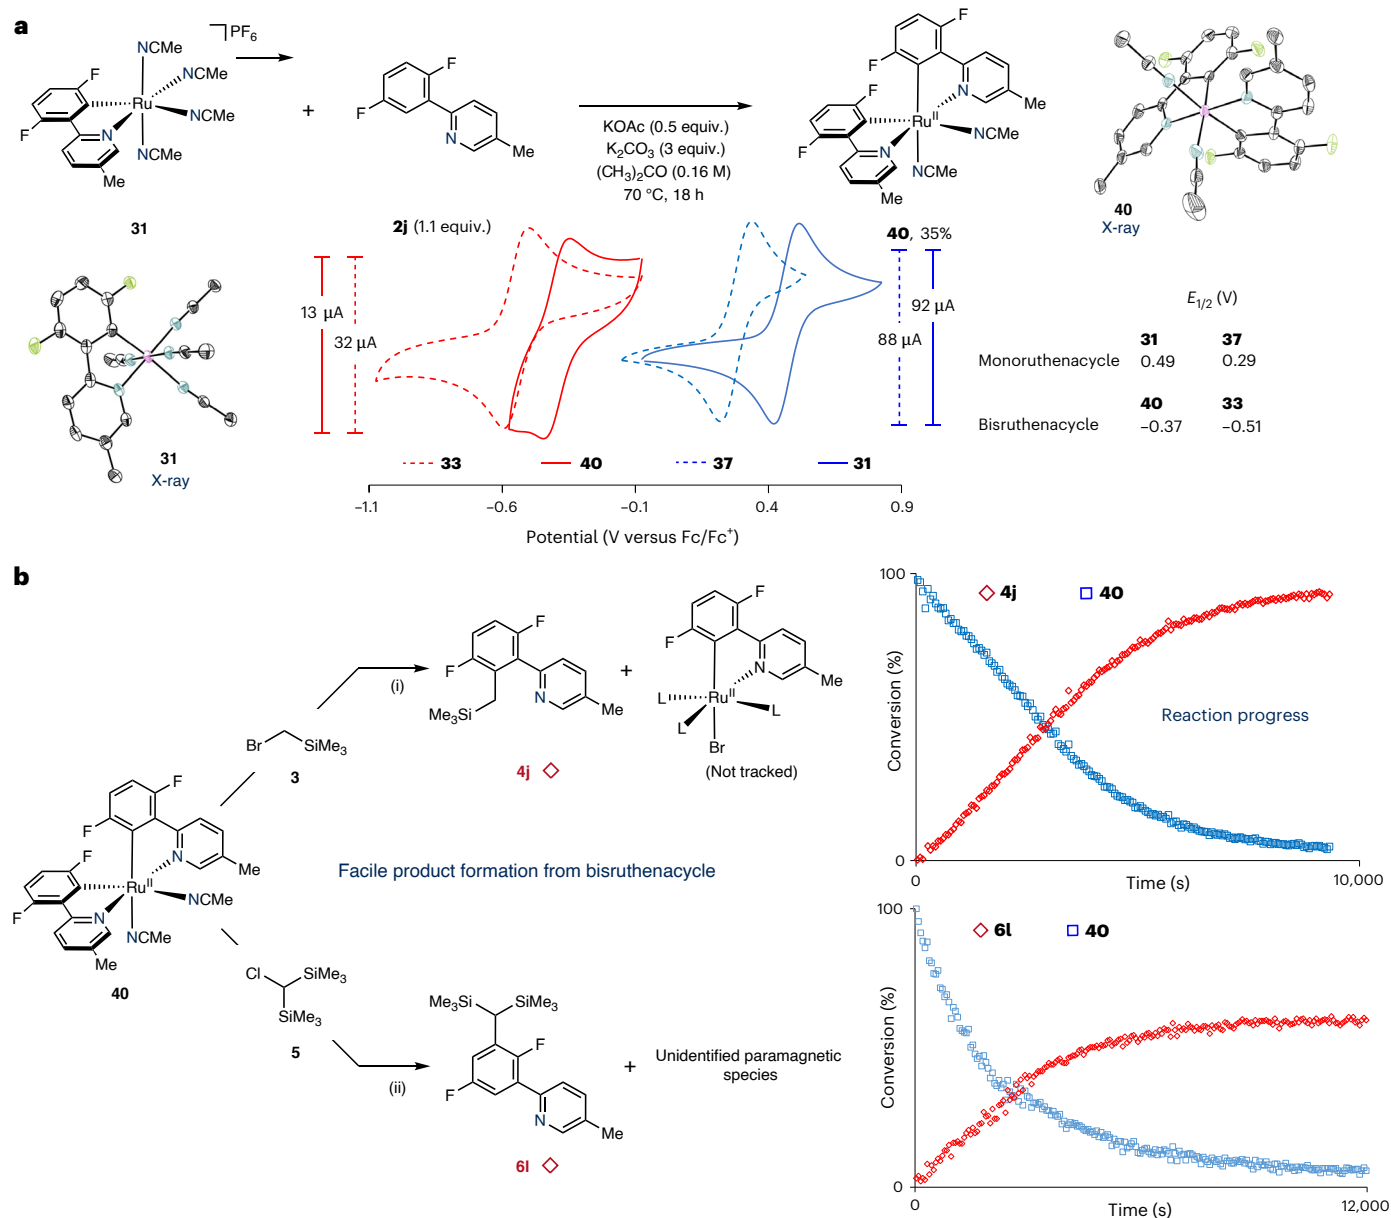 a
PF6
NCMe
NCMe
NCMe
NCMe
Ru
F
F
N
Me
31
+
F
F
N
Me
2j (1.1 equiv.)
KOAc (0.5 equiv.)
K2CO3 (3 equiv.)
(CH3)2CO (0.16 M)
70 °C, 18 h
F
F
N
Me
F
F
N
Me
RuII
NCMe
NCMe
40, 35%
40
X-ray
31
X-ray
13 µA
32 µA
88 µA
92 µA
E1/2 (V)
31 37
Monoruthenacycle 0.49 0.29
40 33
Bisruthenacycle –0.37 –0.51
33 40 37 31
–1.1 –0.6 –0.1 0.4 0.9
Potential (V versus Fc/Fc+)
b
F
F
N
Me
F
F
N
Me
RuII
NCMe
NCMe
40
Br SiMe3
3
(i)
F
F
Me3Si
N
Me
4j
+
F
F
N
Me
RuII
L
L
L
Br
(Not tracked)
Facile product formation from bisruthenacycle
Cl SiMe3
SiMe3
5
(ii)
Me3Si SiMe3
F
F
N
Me
6l
+
Unidentified paramagnetic
species
100
4j 40
Conversion (%)
Reaction progress
0
0 10,000
Time (s)
100
6l 40
Conversion (%)
0
0 12,000
Time (s)